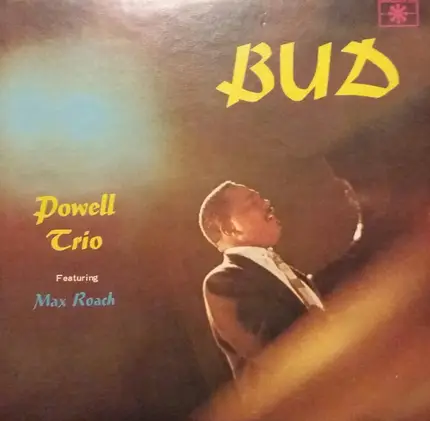 BUD
Powell
Trio
Featuring
Max Roach